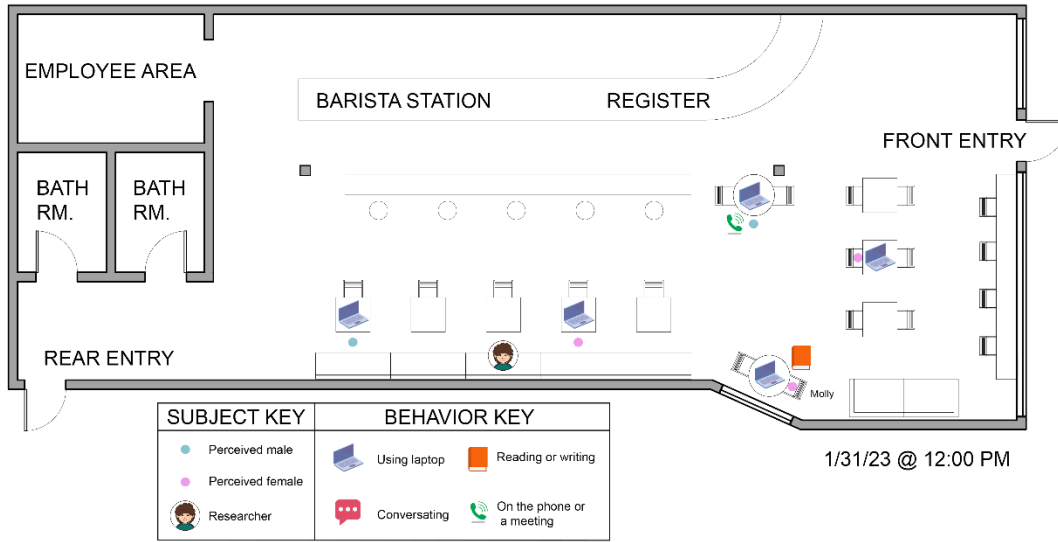 EMPLOYEE AREA
BARISTA STATION
REGISTER
FRONT ENTRY
BATH
RM.
BATH
RM.
REAR ENTRY
Molly
SUBJECT KEY
Perceived male
Perceived female
Researcher
BEHAVIOR KEY
Using laptop
Reading or writing
Conversating
On the phone or
a meeting
1/31/23 @ 12:00 PM